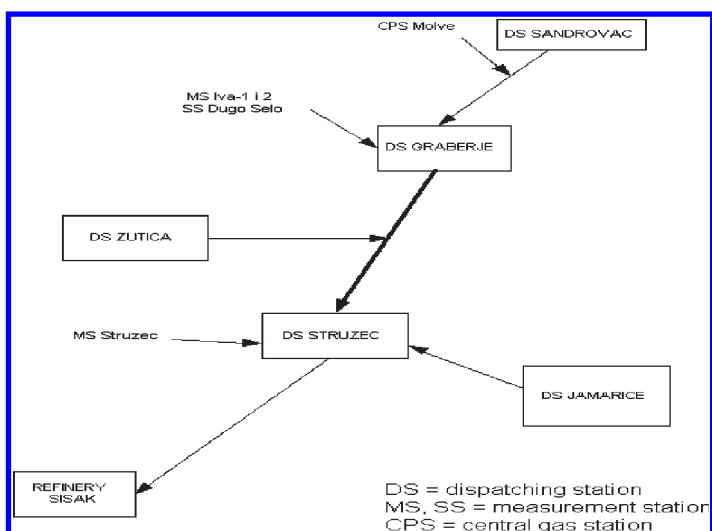 CPS Molve
DS SANDROVAC
MS Iva-1 i 2
SS Dugo Selo
DS GRABERJE
DS ZUTICA
MS Struzec
DS STRUZEC
DS JAMARICE
REFINERY
SISAK
DS = dispatching station
MS, SS = measurement station
CPS = central gas station